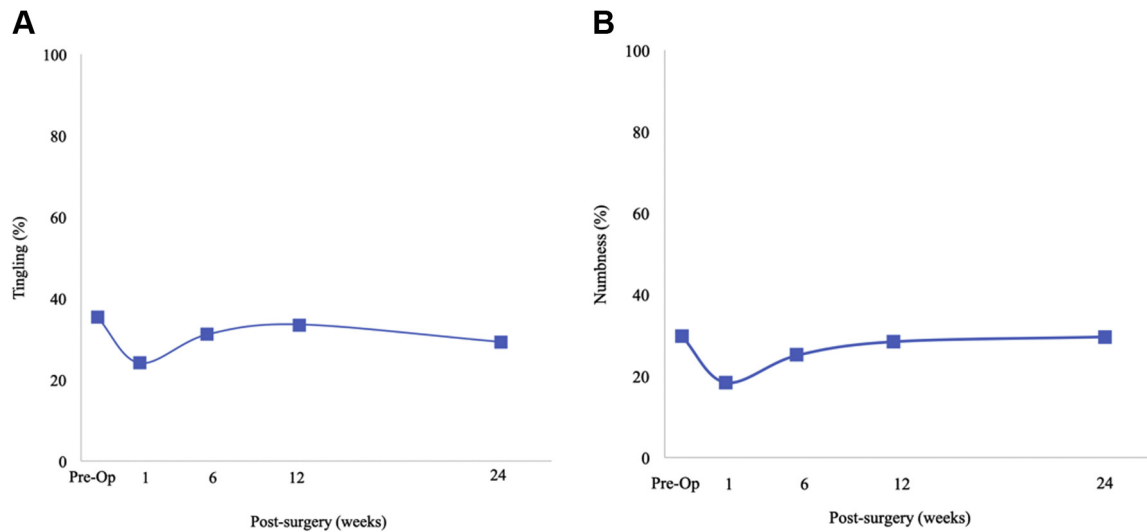 A
100
80
60
40
20
0
Tingling (%)
Pre-Op 1 6 12 24
Post-surgery (weeks)
B
100
80
60
40
20
0
Numbness (%)
Pre-Op 1 6 12 24
Post-surgery (weeks)